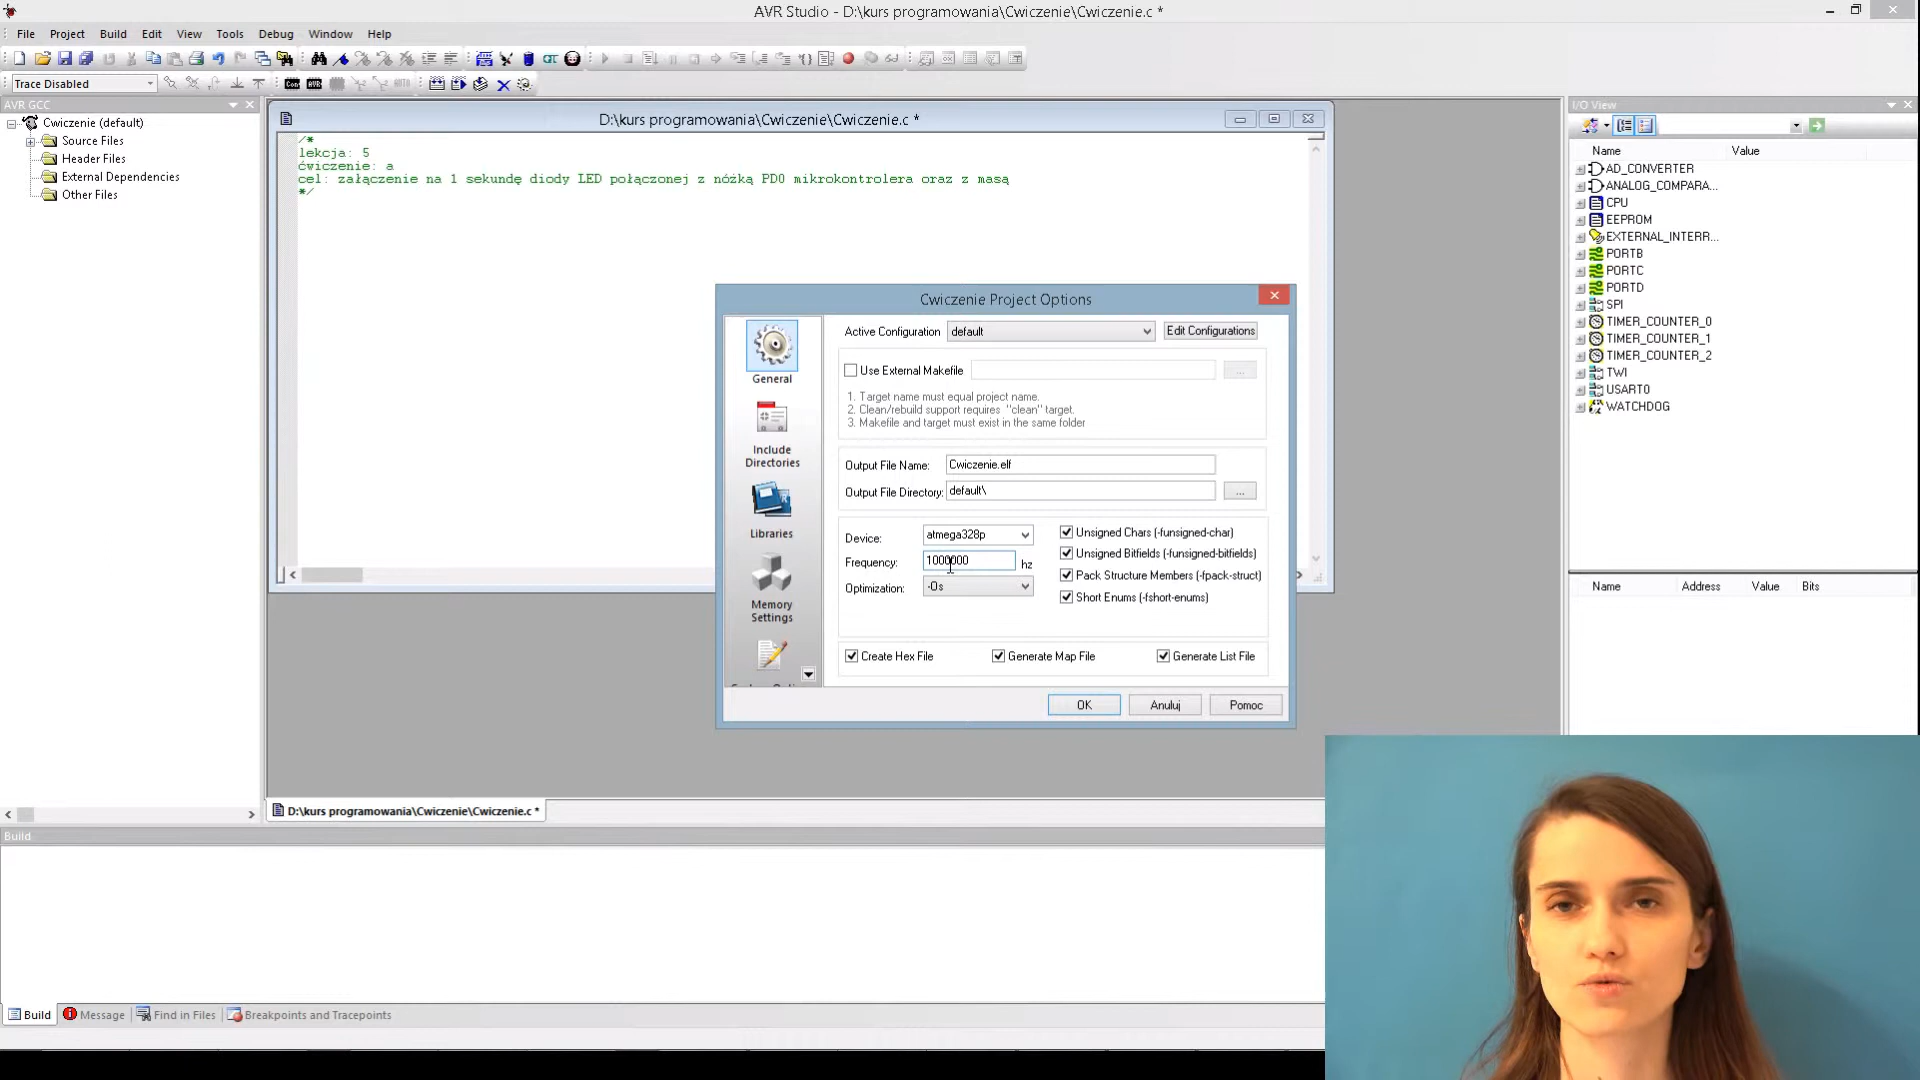 AVR Studio - D:\kurs programowania\Cwiczenie\Cwiczenie.c *
File Project Build Edit View Tools Debug Window Help
Trace Disabled
AVR GCC
Cwiczenie (default)
Source Files
Header Files
External Dependencies
Other Files
D:\kurs programowania\Cwiczenie\Cwiczenie.c *
/*
lekcja: 5
ćwiczenie: a
cel: załączenie na 1 sekundę diody LED połączonej z nóżką PD0 mikrokontrolera oraz z masą
*/
Cwiczenie Project Options
General
Include Directories
Libraries
Memory Settings
Active Configuration default Edit Configurations
Use External Makefile ...
1. Target name must equal project name.
2. Clean/rebuild support requires "clean" target.
3. Makefile and target must exist in the same folder
Output File Name: Cwiczenie.elf
Output File Directory: default\ ...
Device: atmega328p
Frequency: 1000000 hz
Optimization: -Os
Unsigned Chars (-funsigned-char)
Unsigned Bitfields (-funsigned-bitfields)
Pack Structure Members (-fpack-struct)
Short Enums (-fshort-enums)
Create Hex File Generate Map File Generate List File
OK Anuluj Pomoc
I/O View
Name Value
AD_CONVERTER
ANALOG_COMPARA...
CPU
EEPROM
EXTERNAL_INTERR...
PORTB
PORTC
PORTD
SPI
TIMER_COUNTER_0
TIMER_COUNTER_1
TIMER_COUNTER_2
TWI
USART0
WATCHDOG
Name Address Value Bits
D:\kurs programowania\Cwiczenie\Cwiczenie.c *
Build
Build Message Find in Files Breakpoints and Tracepoints